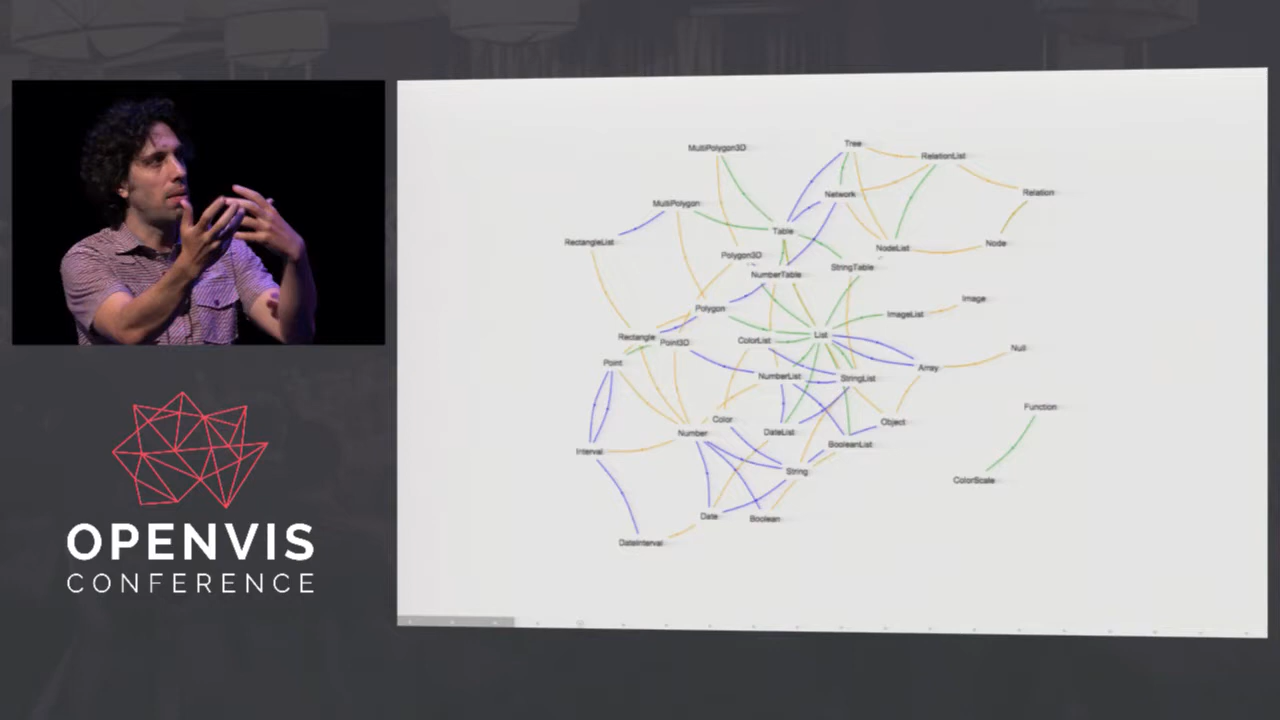 MultiPolygon3D
Tree
RelationList
MultiPolygon
Network
Relation
RectangleList
Table
Polygon3D
NodeList
Node
NumberTable
StringTable
Polygon
ImageList
Image
Rectangle
Point3D
ColorList
List
Null
Point
NumberList
StringList
Array
Color
Object
Function
Number
DateList
BooleanList
Interval
String
ColorScale
Date
Boolean
DateInterval
OPENVIS
CONFERENCE